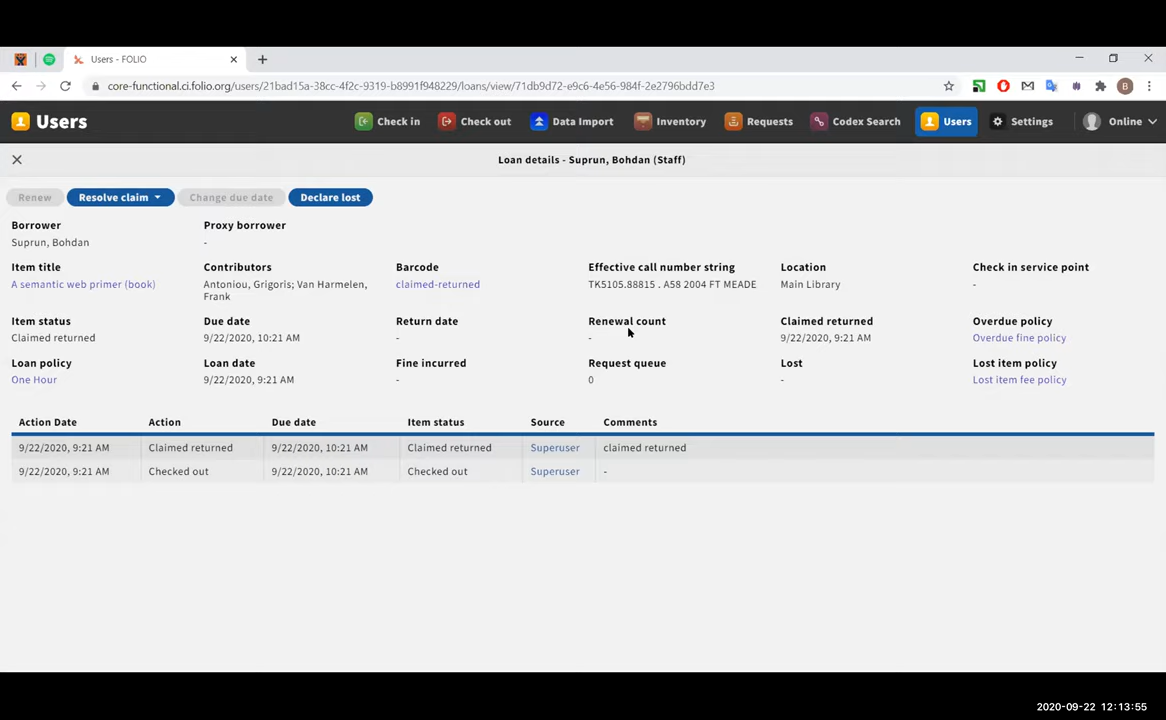 Users - FOLIO
core-functional.ci.folio.org/users/21bad15a-38cc-4f2c-9319-b8991f948229/loans/view/71db9d72-e9c6-4e56-984f-2e2796bdd7e3
B
Users Check in Check out Data Import Inventory Requests Codex Search Users Settings Online
Loan details - Suprun, Bohdan (Staff)
Renew Resolve claim Change due date Declare lost
Borrower Proxy borrower
Suprun, Bohdan -
Item title Contributors Barcode Effective call number string Location Check in service point
A semantic web primer (book) Antoniou, Grigoris; Van Harmelen, claimed-returned TK5105.88815 . A58 2004 FT MEADE Main Library -
Frank
Item status Due date Return date Renewal count Claimed returned Overdue policy
Claimed returned 9/22/2020, 10:21 AM - - 9/22/2020, 9:21 AM Overdue fine policy
Loan policy Loan date Fine incurred Request queue Lost Lost item policy
One Hour 9/22/2020, 9:21 AM - 0 - Lost item fee policy
Action Date Action Due date Item status Source Comments
9/22/2020, 9:21 AM Claimed returned 9/22/2020, 10:21 AM Claimed returned Superuser claimed returned
9/22/2020, 9:21 AM Checked out 9/22/2020, 10:21 AM Checked out Superuser -
2020-09-22 12:13:55